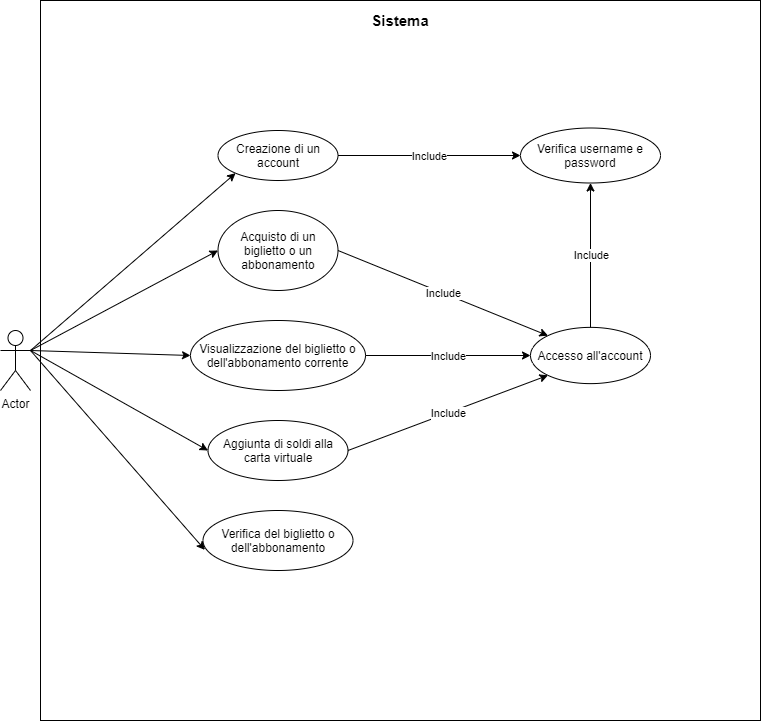 Sistema
Creazione di un
account
Include
Verifica username e
password
Acquisto di un
biglietto o un
abbonamento
Include
Include
Visualizzazione del biglietto o
dell'abbonamento corrente
Include
Accesso all'account
Actor
Aggiunta di soldi alla
carta virtuale
Include
Verifica del biglietto o
dell'abbonamento